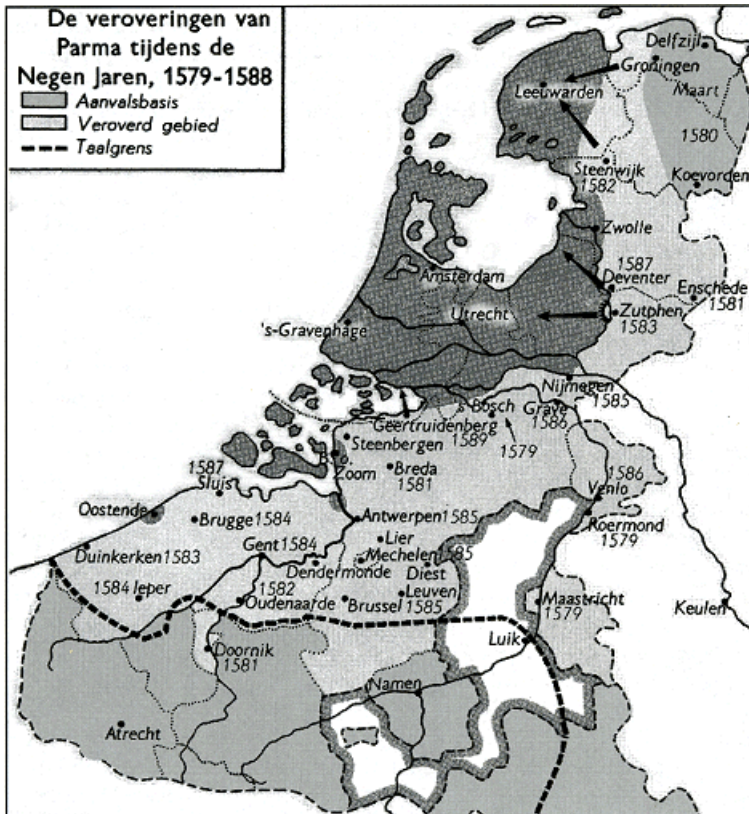 De veroveringen van
Parma tijdens de
Negen Jaren, 1579-1588
Aanvalsbasis
Veroverd gebied
Taalgrens
Delfzijl
Groningen
Maart
1580
Leeuwarden
Steenwijk
1582
Koevorden
Zwolle
1587
Deventer
Enschede
1581
Amsterdam
Utrecht
Zutphen
1583
's-Gravenhage
Nijmegen
1585
's Bosch
1579
Grave
1586
Geertruidenberg
1589
Steenbergen
B.o.
Zoom
Breda
1581
1586
Venlo
Roermond
1579
1587
Sluis
Oostende
Brugge 1584
Antwerpen 1585
Duinkerken 1583
Gent 1584
Lier
Mechelen 1585
Dendermonde
Diest
1584 Ieper
1582
Oudenaarde
Brussel
Leuven
1585
Maastricht
1579
Keulen
Doornik
1581
Luik
Namen
Atrecht